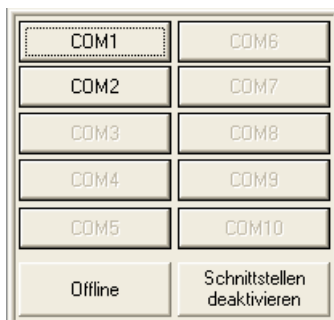 COM1
COM6
COM2
COM7
COM3
COM8
COM4
COM9
COM5
COM10
Offline
Schnittstellen
deaktivieren